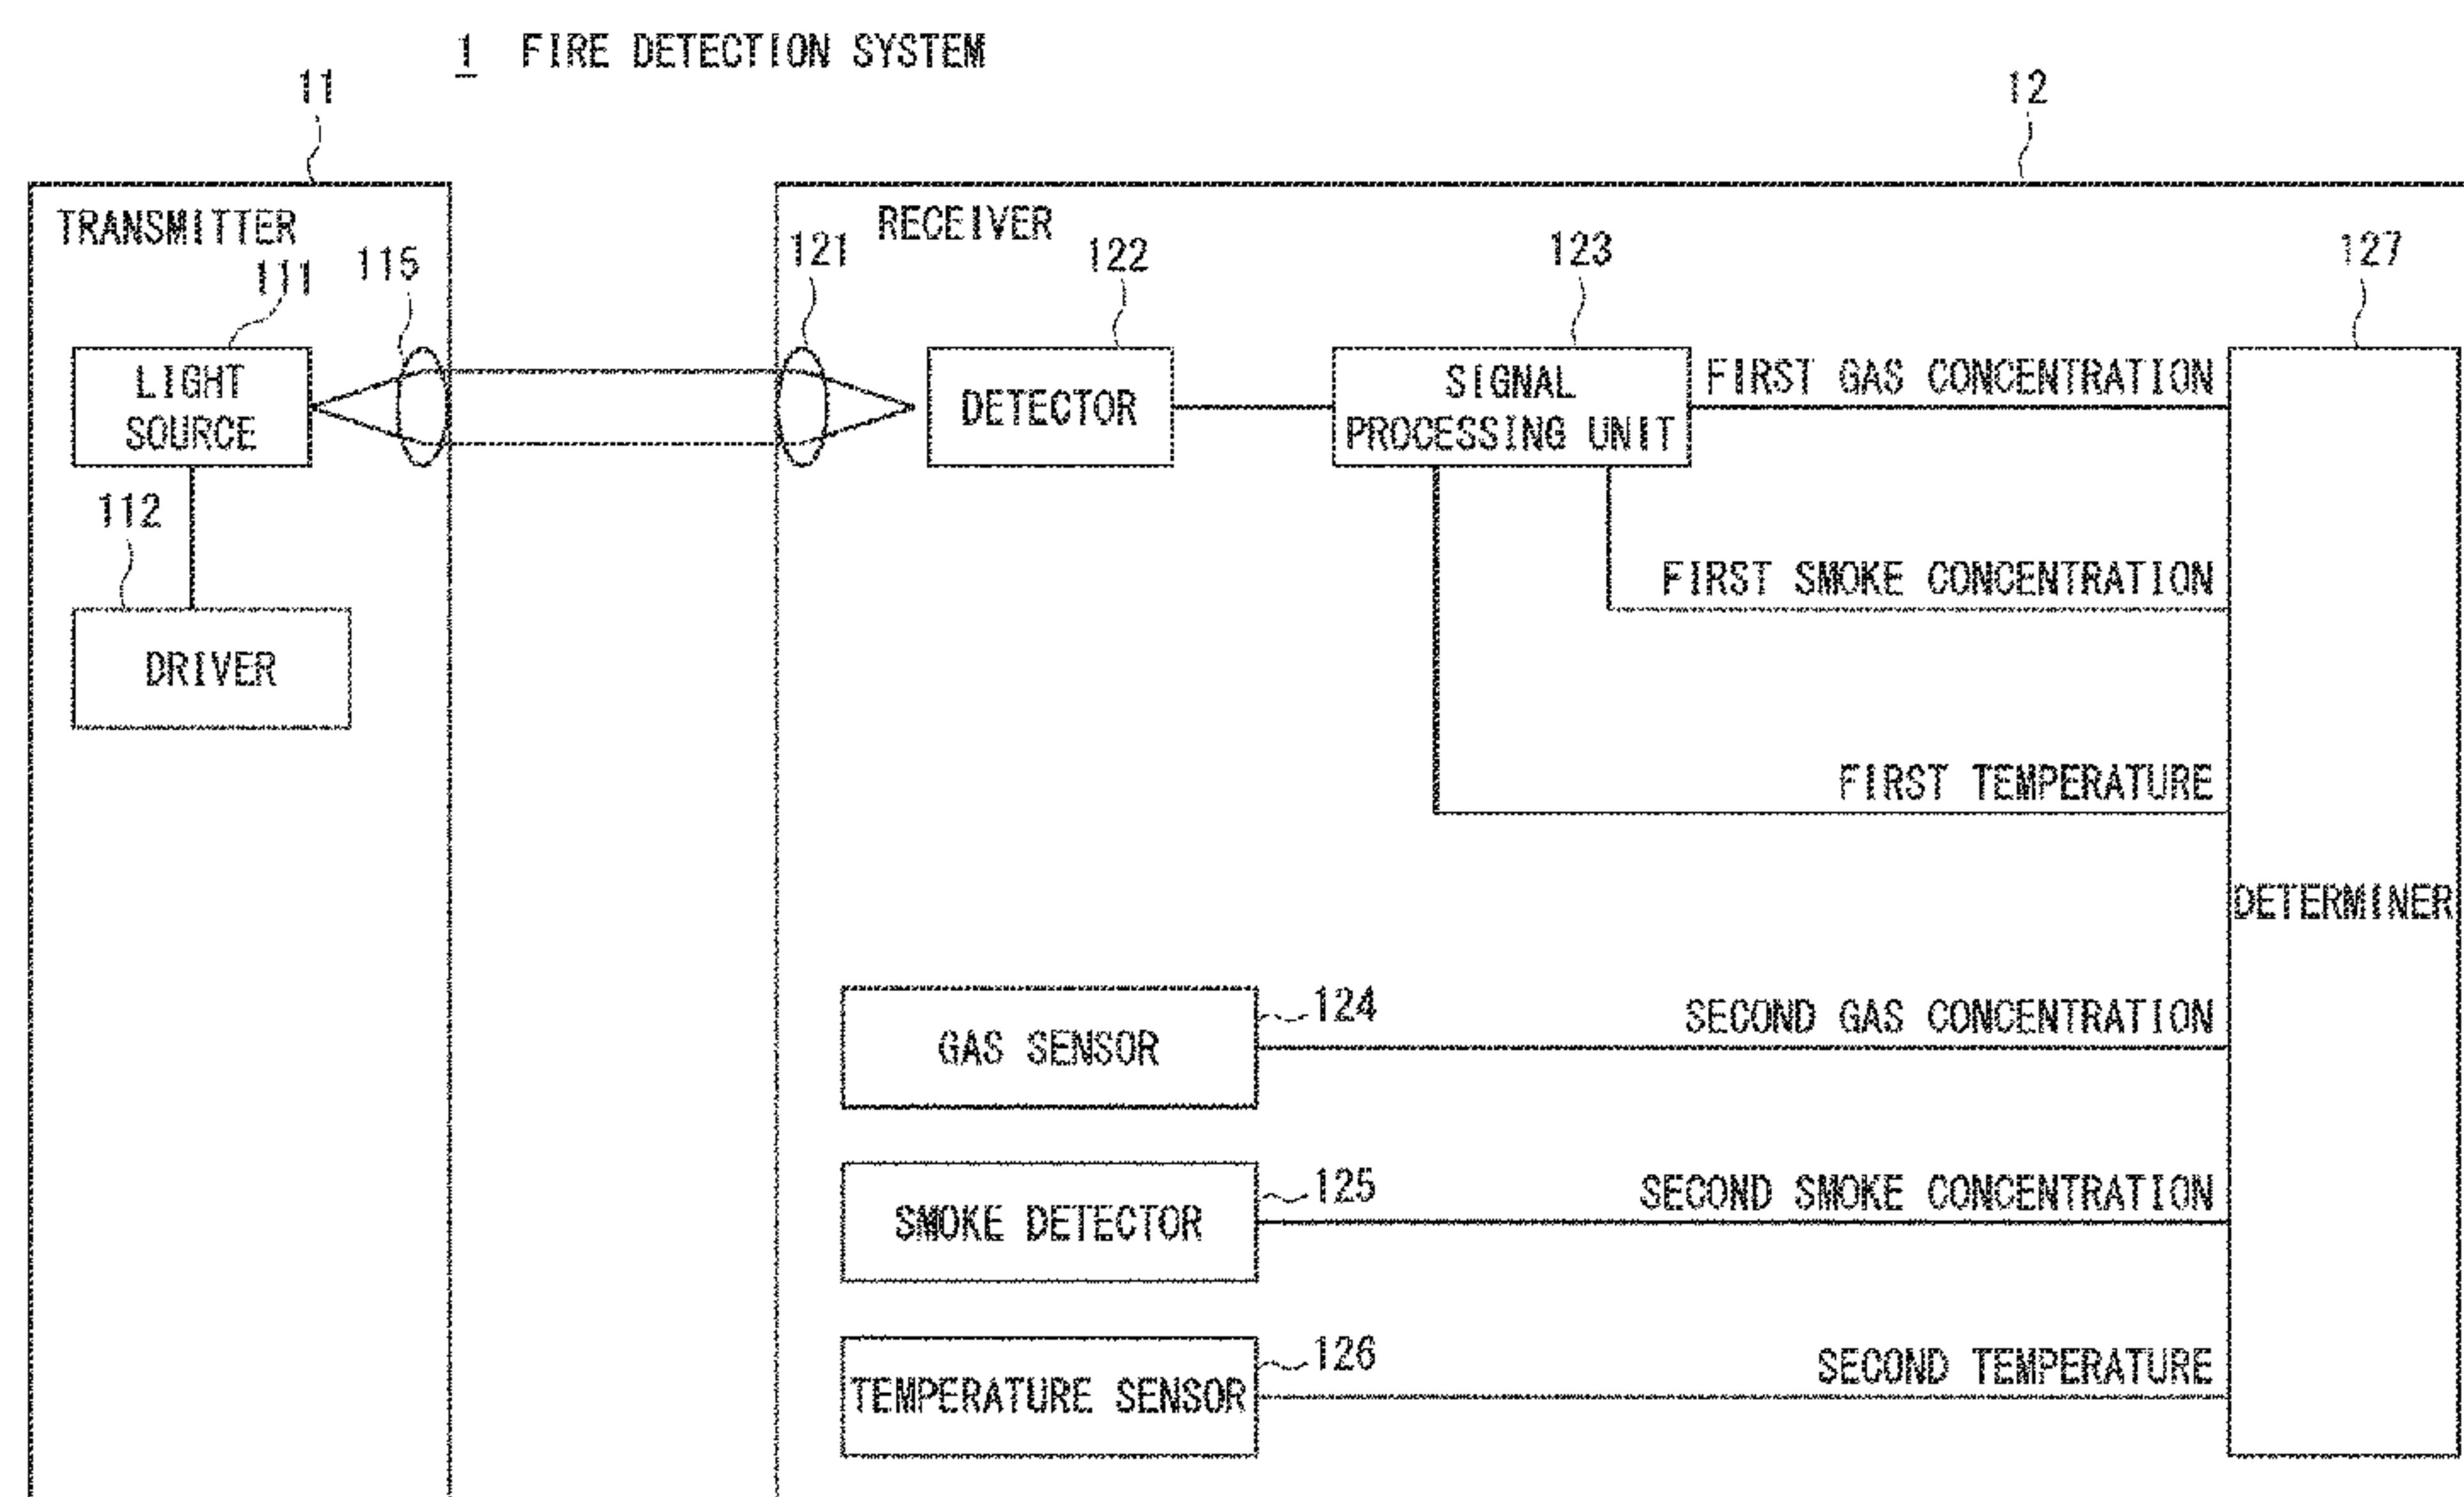 1 FIRE DETECTION SYSTEM
11
12
TRANSMITTER
RECEIVER
111
115
121
122
123
127
LIGHT
SOURCE
DETECTOR
SIGNAL
PROCESSING UNIT
FIRST GAS CONCENTRATION
112
FIRST SMOKE CONCENTRATION
DRIVER
FIRST TEMPERATURE
DETERMINER
124
GAS SENSOR
SECOND GAS CONCENTRATION
125
SMOKE DETECTOR
SECOND SMOKE CONCENTRATION
126
TEMPERATURE SENSOR
SECOND TEMPERATURE